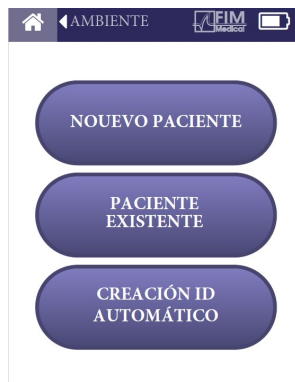 AMBIENTE
FIM
Medical
NOUEVO PACIENTE
PACIENTE
EXISTENTE
CREACIÓN ID
AUTOMÁTICO